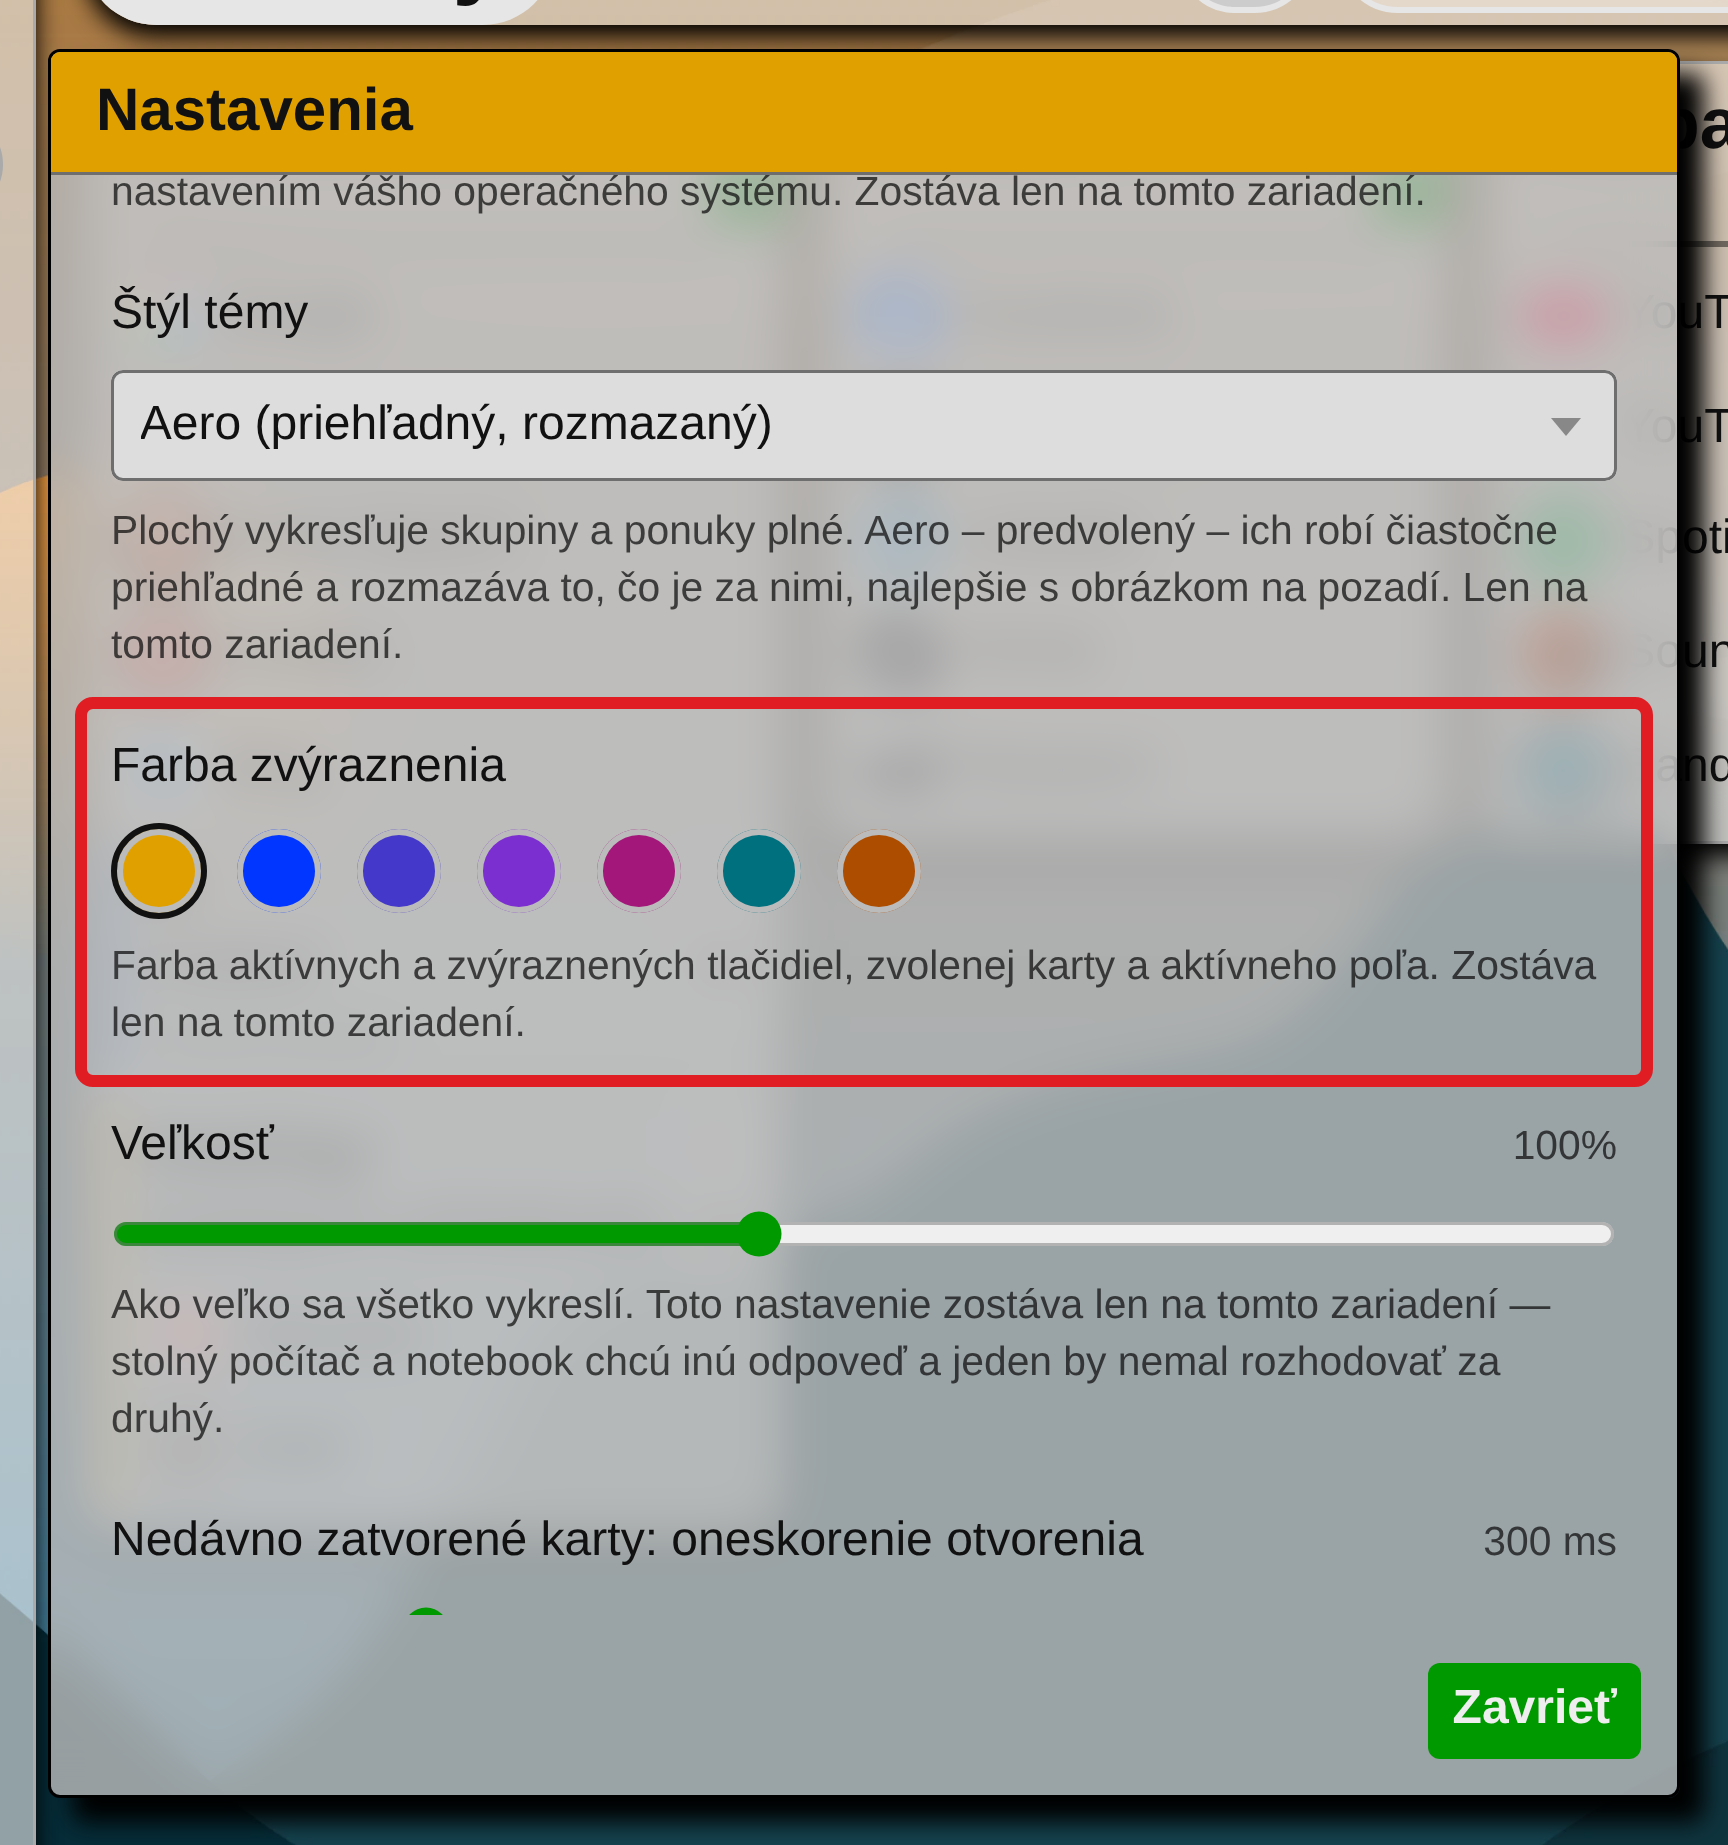 Nastavenia
nastavením vášho operačného systému. Zostáva len na tomto zariadení.
Štýl témy
Aero (priehľadný, rozmazaný)
Plochý vykresľuje skupiny a ponuky plné. Aero – predvolený – ich robí čiastočne
priehľadné a rozmazáva to, čo je za nimi, najlepšie s obrázkom na pozadí. Len na
tomto zariadení.
Farba zvýraznenia
Farba aktívnych a zvýraznených tlačidiel, zvolenej karty a aktívneho poľa. Zostáva
len na tomto zariadení.
Veľkosť
100%
Ako veľko sa všetko vykreslí. Toto nastavenie zostáva len na tomto zariadení —
stolný počítač a notebook chcú inú odpoveď a jeden by nemal rozhodovať za
druhý.
Nedávno zatvorené karty: oneskorenie otvorenia
300 ms
Zavrieť